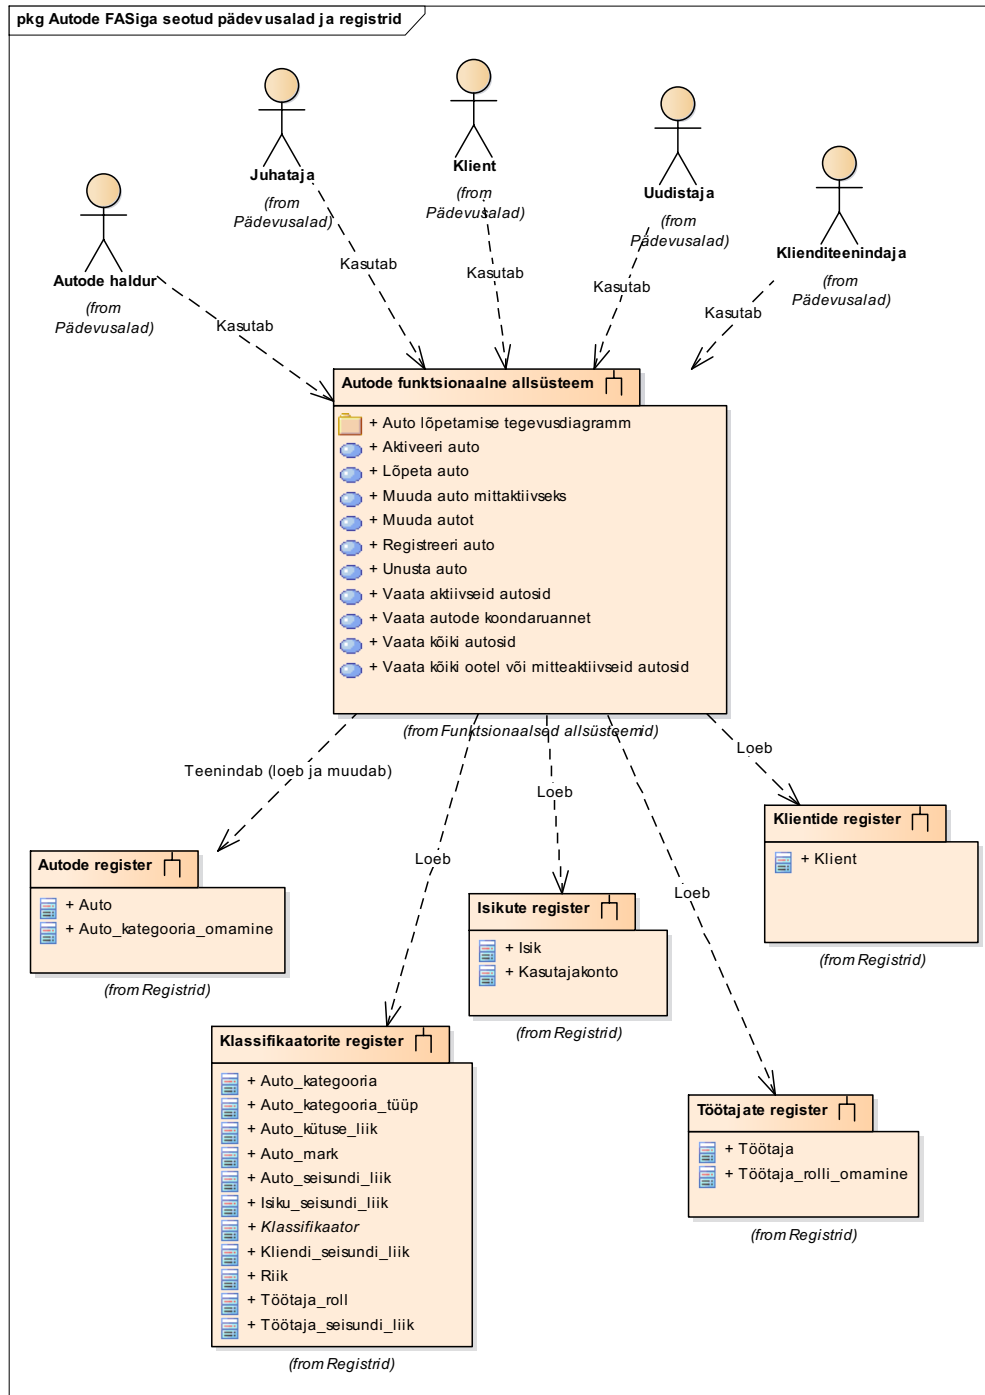 pkg Autode FASiga seotud pädevusalad ja registrid
Juhataja
(from
Pädevusalad)
Klient
(from
Pädevusalad)
Uudistaja
(from
Pädevusalad)
Klienditeenindaja
(from
Pädevusalad)
Autode haldur
(from
Pädevusalad)
Kasutab
Kasutab
Kasutab
Kasutab
Kasutab
Autode funktsionaalne allsüsteem
+ Auto lõpetamise tegevusdiagramm
+ Aktiveeri auto
+ Lõpeta auto
+ Muuda auto mittaktiivseks
+ Muuda autot
+ Registreeri auto
+ Unusta auto
+ Vaata aktiivseid autosid
+ Vaata autode koondaruannet
+ Vaata kõiki autosid
+ Vaata kõiki ootel või mitteaktiivseid autosid
(from Funktsionaalsed allsüsteemid)
Teenindab (loeb ja muudab)
Loeb
Loeb
Loeb
Loeb
Klientide register
+ Klient
(from Registrid)
Autode register
+ Auto
+ Auto_kategooria_omamine
(from Registrid)
Isikute register
+ Isik
+ Kasutajakonto
(from Registrid)
Klassifikaatorite register
+ Auto_kategooria
+ Auto_kategooria_tüüp
+ Auto_kütuse_liik
+ Auto_mark
+ Auto_seisundi_liik
+ Isiku_seisundi_liik
+ Klassifikaator
+ Kliendi_seisundi_liik
+ Riik
+ Töötaja_roll
+ Töötaja_seisundi_liik
(from Registrid)
Töötajate register
+ Töötaja
+ Töötaja_rolli_omamine
(from Registrid)